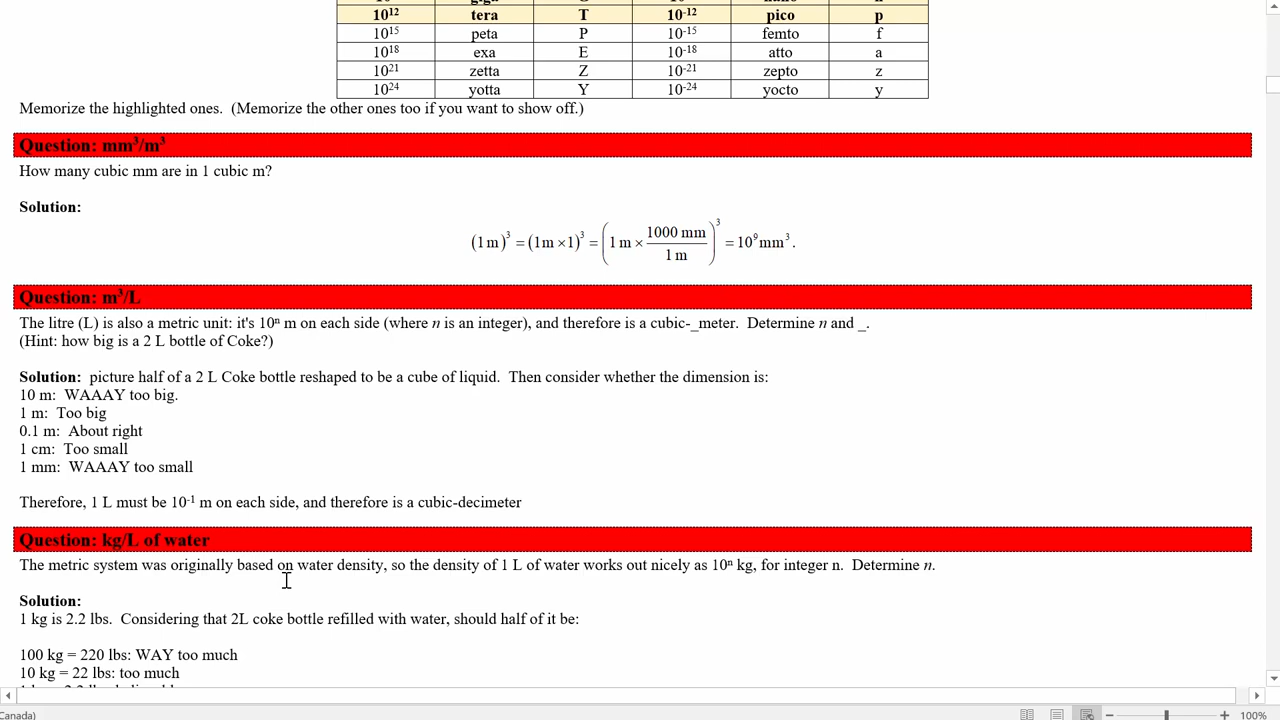 10¹² tera T 10⁻¹² pico p
10¹⁵ peta P 10⁻¹⁵ femto f
10¹⁸ exa E 10⁻¹⁸ atto a
10²¹ zetta Z 10⁻²¹ zepto z
10²⁴ yotta Y 10⁻²⁴ yocto y
Memorize the highlighted ones. (Memorize the other ones too if you want to show off.)
Question: mm³/m³
How many cubic mm are in 1 cubic m?
Solution:
(1 m)³ = (1m × 1)³ = (1 m × 1000 mm / 1 m)³ = 10⁹ mm³.
Question: m³/L
The litre (L) is also a metric unit: it's 10ⁿ m on each side (where n is an integer), and therefore is a cubic-_meter. Determine n and _.
(Hint: how big is a 2 L bottle of Coke?)
Solution: picture half of a 2 L Coke bottle reshaped to be a cube of liquid. Then consider whether the dimension is:
10 m: WAAAY too big.
1 m: Too big
0.1 m: About right
1 cm: Too small
1 mm: WAAAY too small
Therefore, 1 L must be 10⁻¹ m on each side, and therefore is a cubic-decimeter
Question: kg/L of water
The metric system was originally based on water density, so the density of 1 L of water works out nicely as 10ⁿ kg, for integer n. Determine n.
Solution:
1 kg is 2.2 lbs. Considering that 2L coke bottle refilled with water, should half of it be:
100 kg = 220 lbs: WAY too much
10 kg = 22 lbs: too much
Canada)
100%